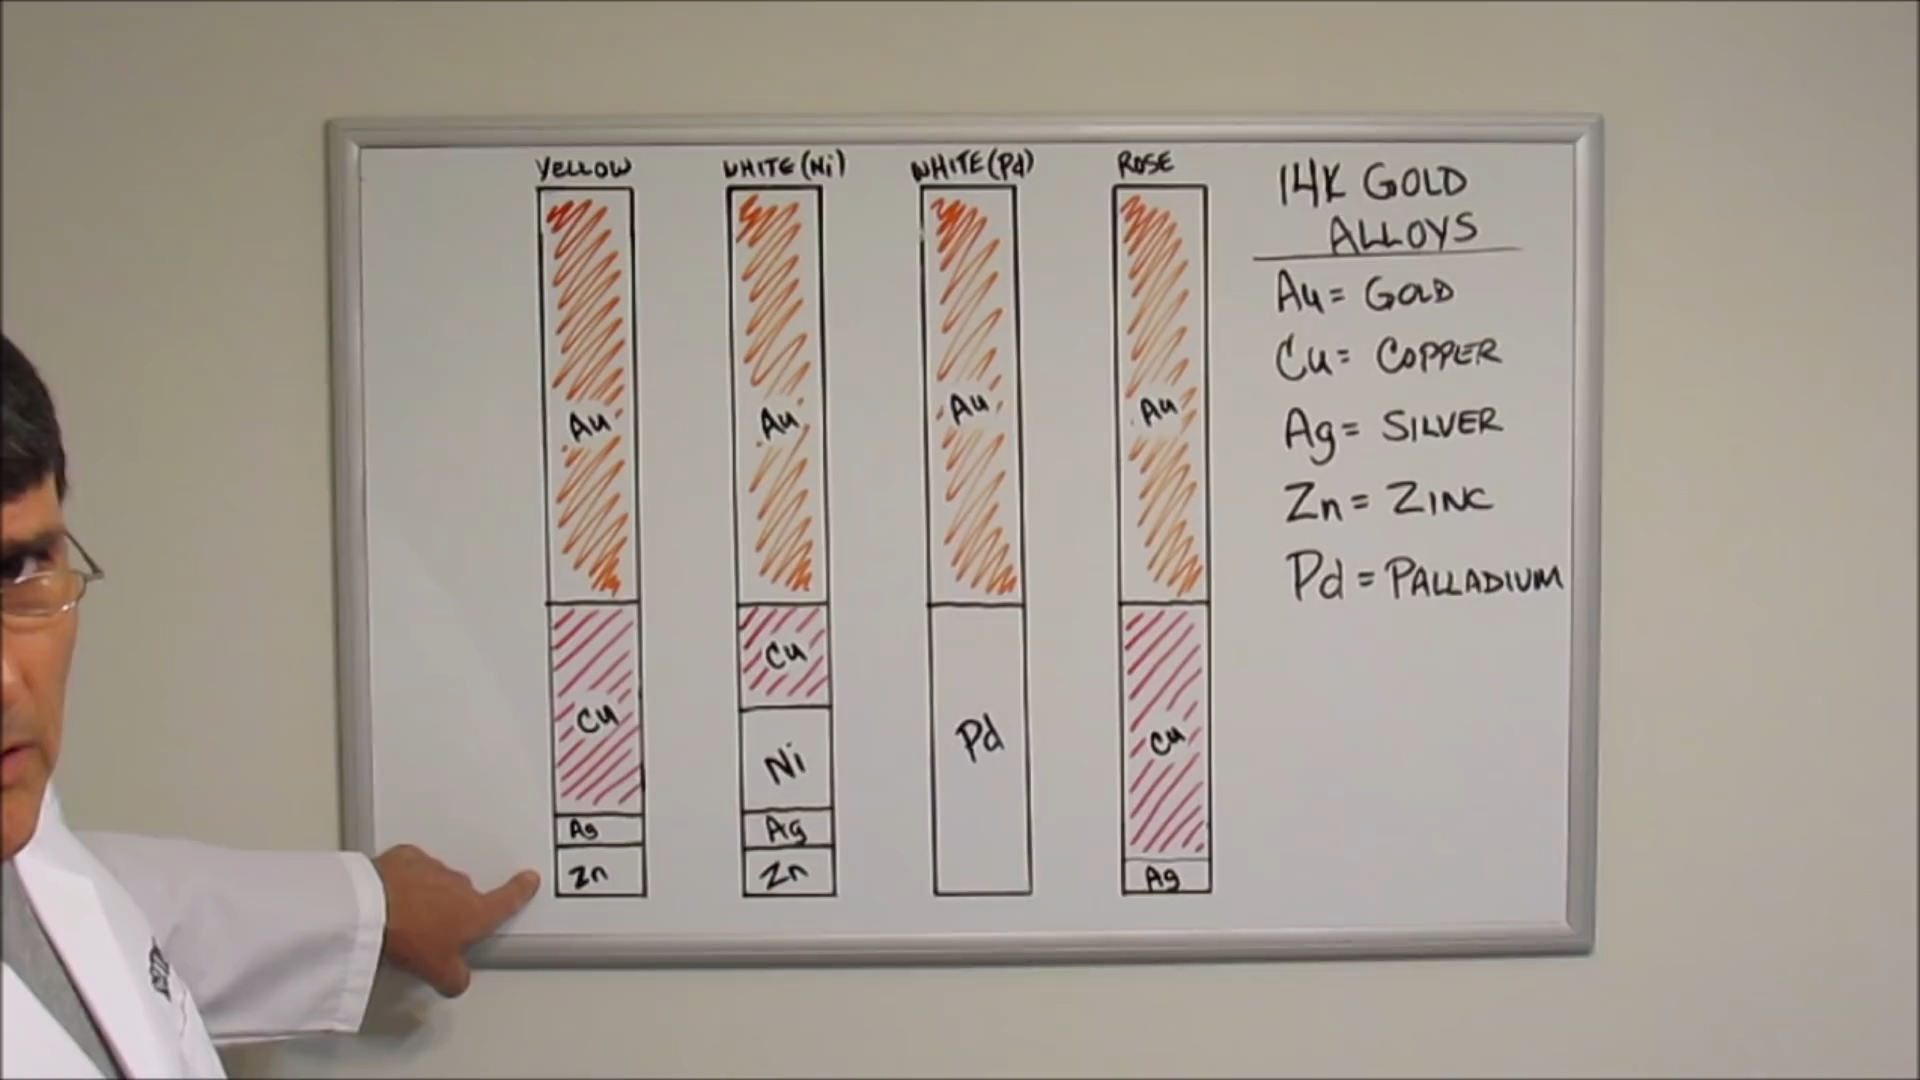 YELLOW
WHITE (Ni)
WHITE (Pd)
ROSE
Au
Cu
Ag
Zn
Au
Cu
Ni
Ag
Zn
Au
Pd
Au
Cu
Ag
14K GOLD
ALLOYS
Au = GOLD
Cu = COPPER
Ag = SILVER
Zn = ZINC
Pd = PALLADIUM